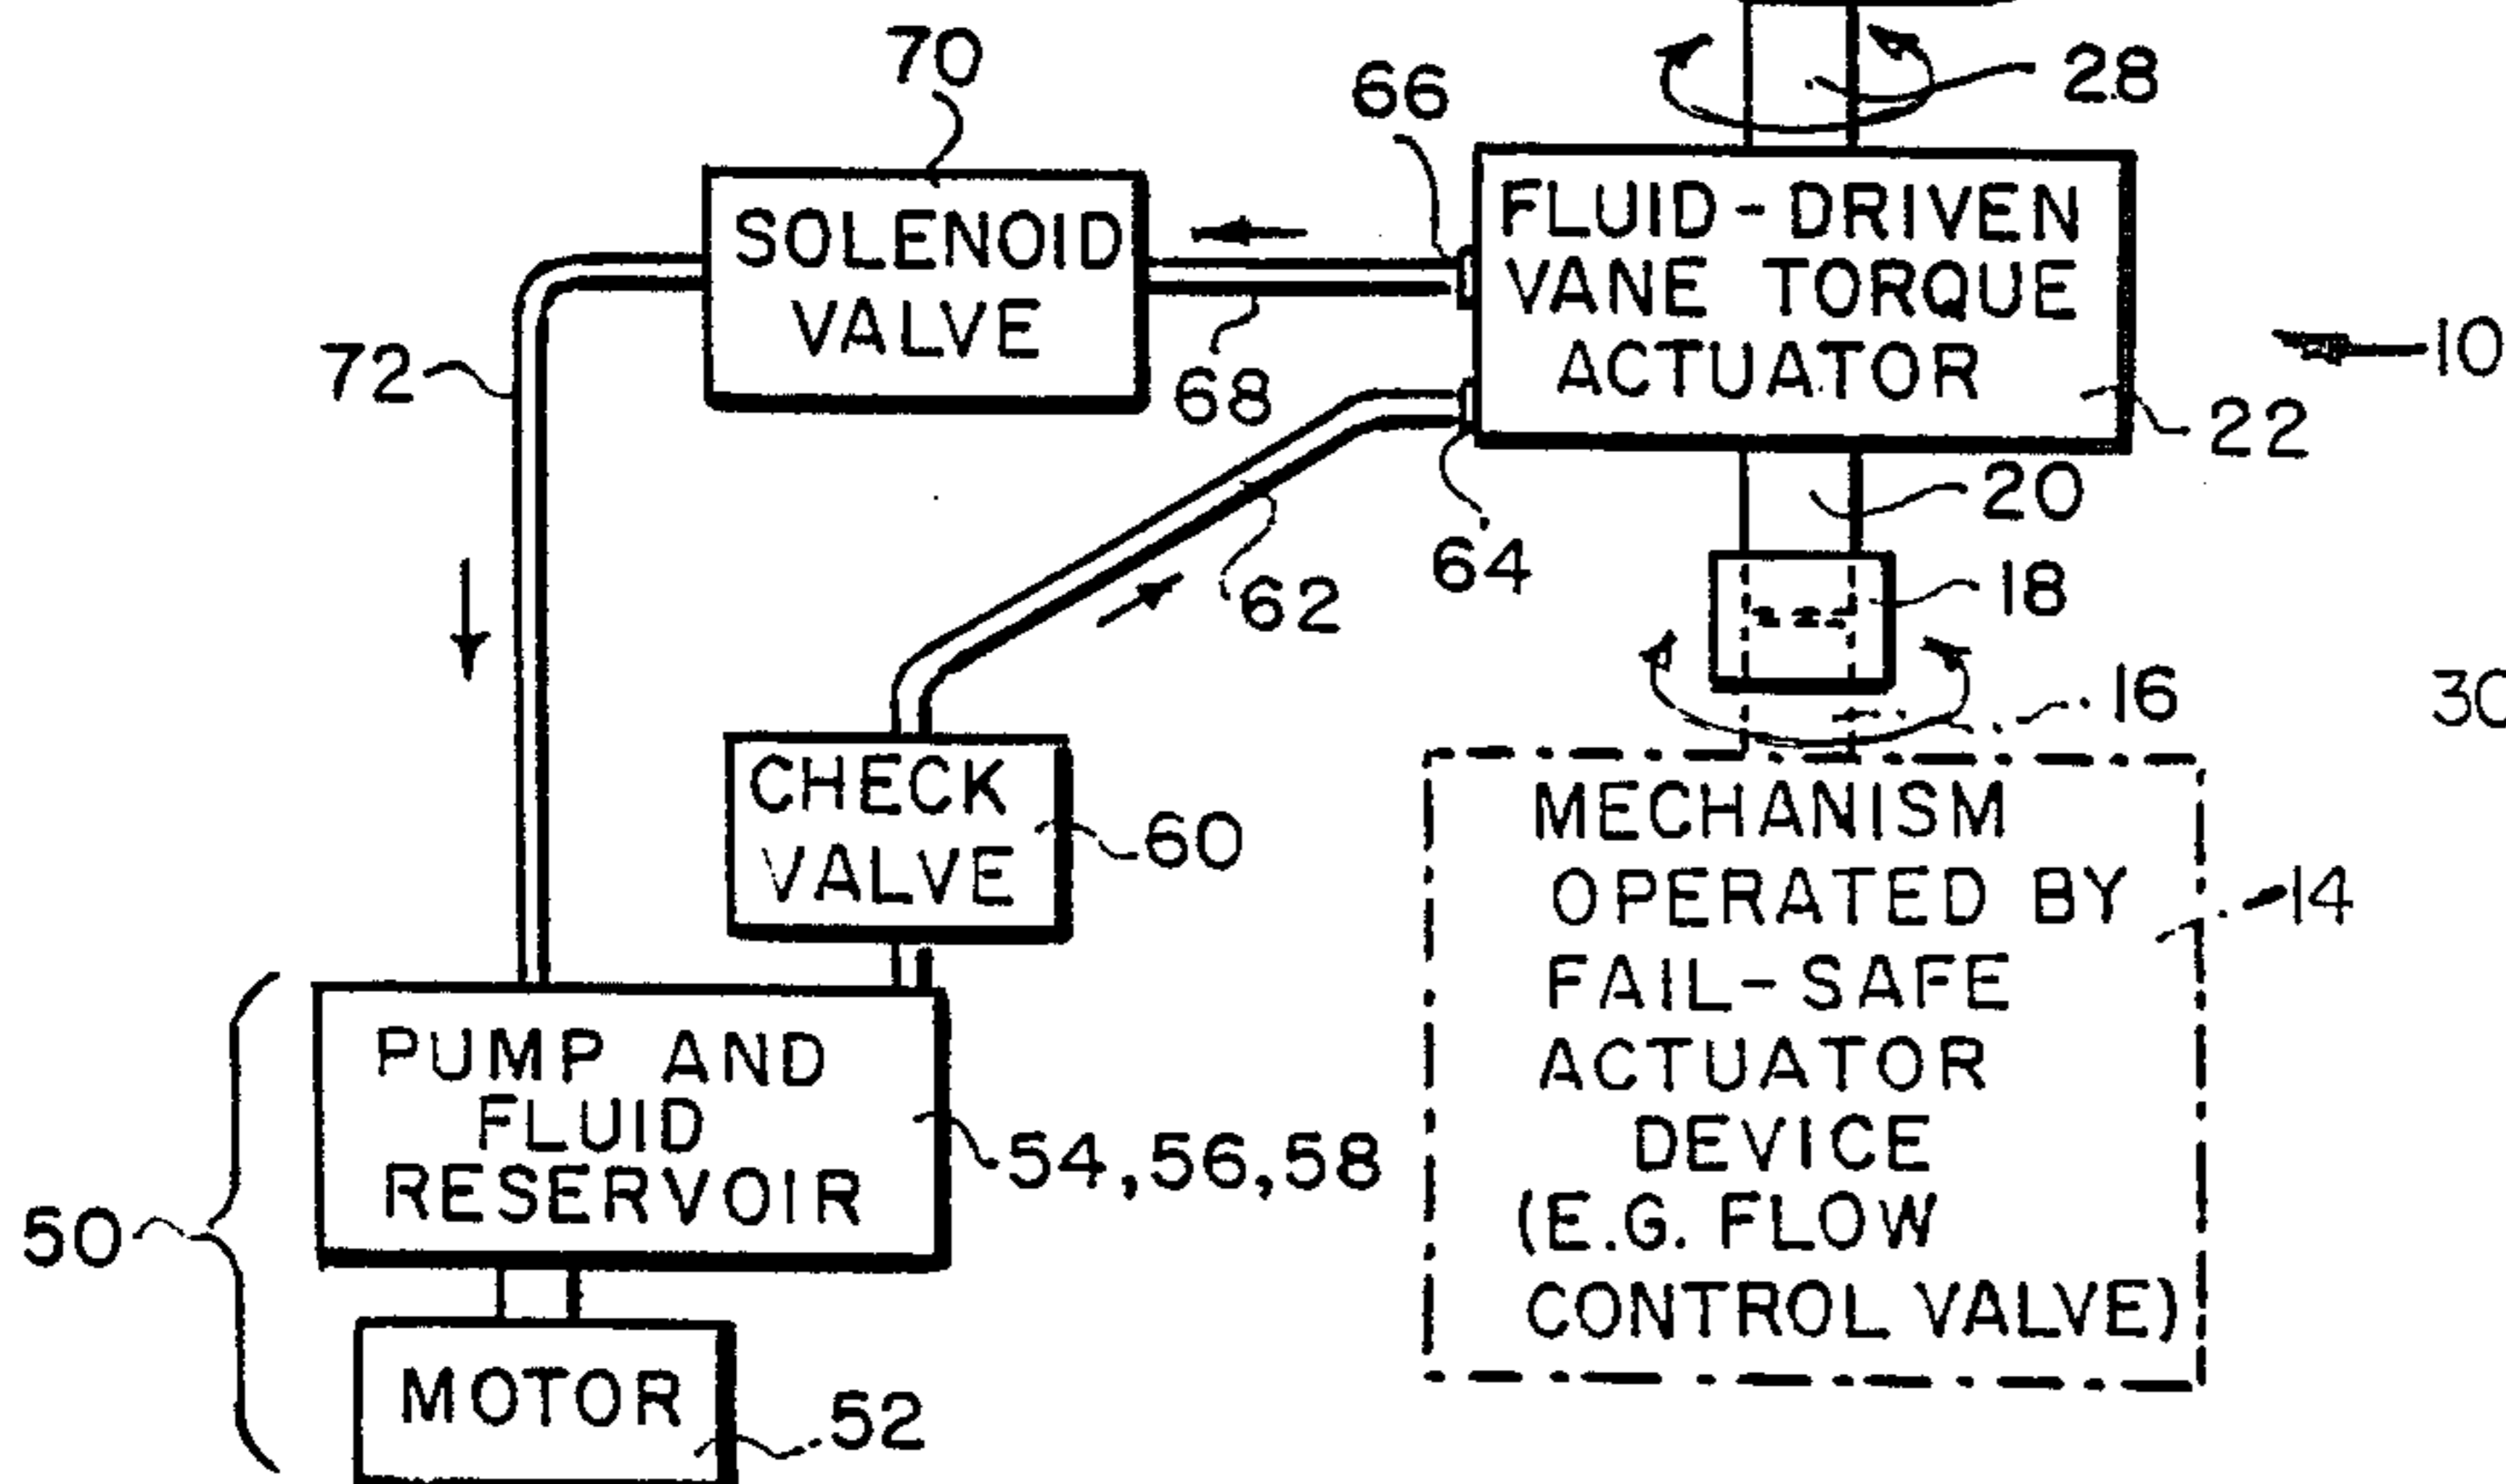 70
66
28
SOLENOID
VALVE
FLUID-DRIVEN
VANE TORQUE
ACTUATOR
10
72
68
22
20
64
62
18
16
30
CHECK
VALVE
60
MECHANISM
OPERATED BY
FAIL-SAFE
ACTUATOR
DEVICE
(E.G. FLOW
CONTROL VALVE)
14
PUMP AND
FLUID
RESERVOIR
54,56,58
50
MOTOR
52